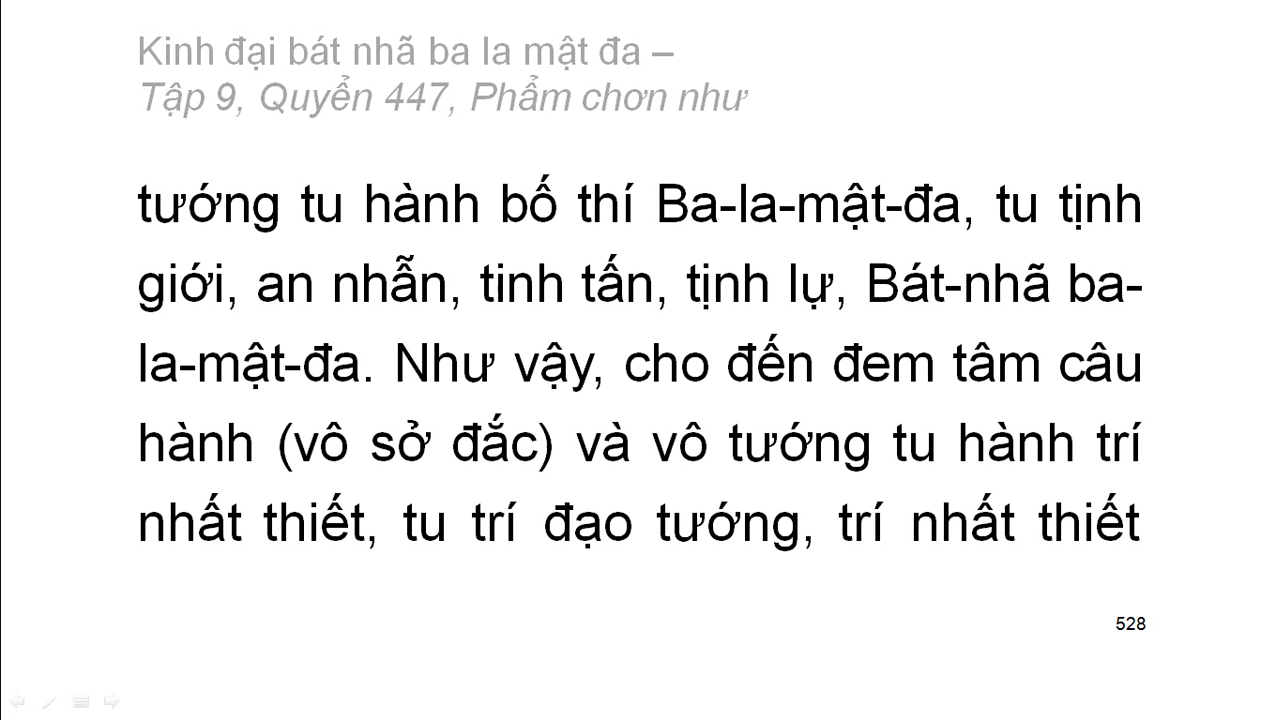 Kinh đại bát nhã ba la mật đa –
Tập 9, Quyển 447, Phẩm chơn như
tướng tu hành bố thí Ba-la-mật-đa, tu tịnh
giới, an nhẫn, tinh tấn, tịnh lự, Bát-nhã ba-
la-mật-đa. Như vậy, cho đến đem tâm câu
hành (vô sở đắc) và vô tướng tu hành trí
nhất thiết, tu trí đạo tướng, trí nhất thiết
528